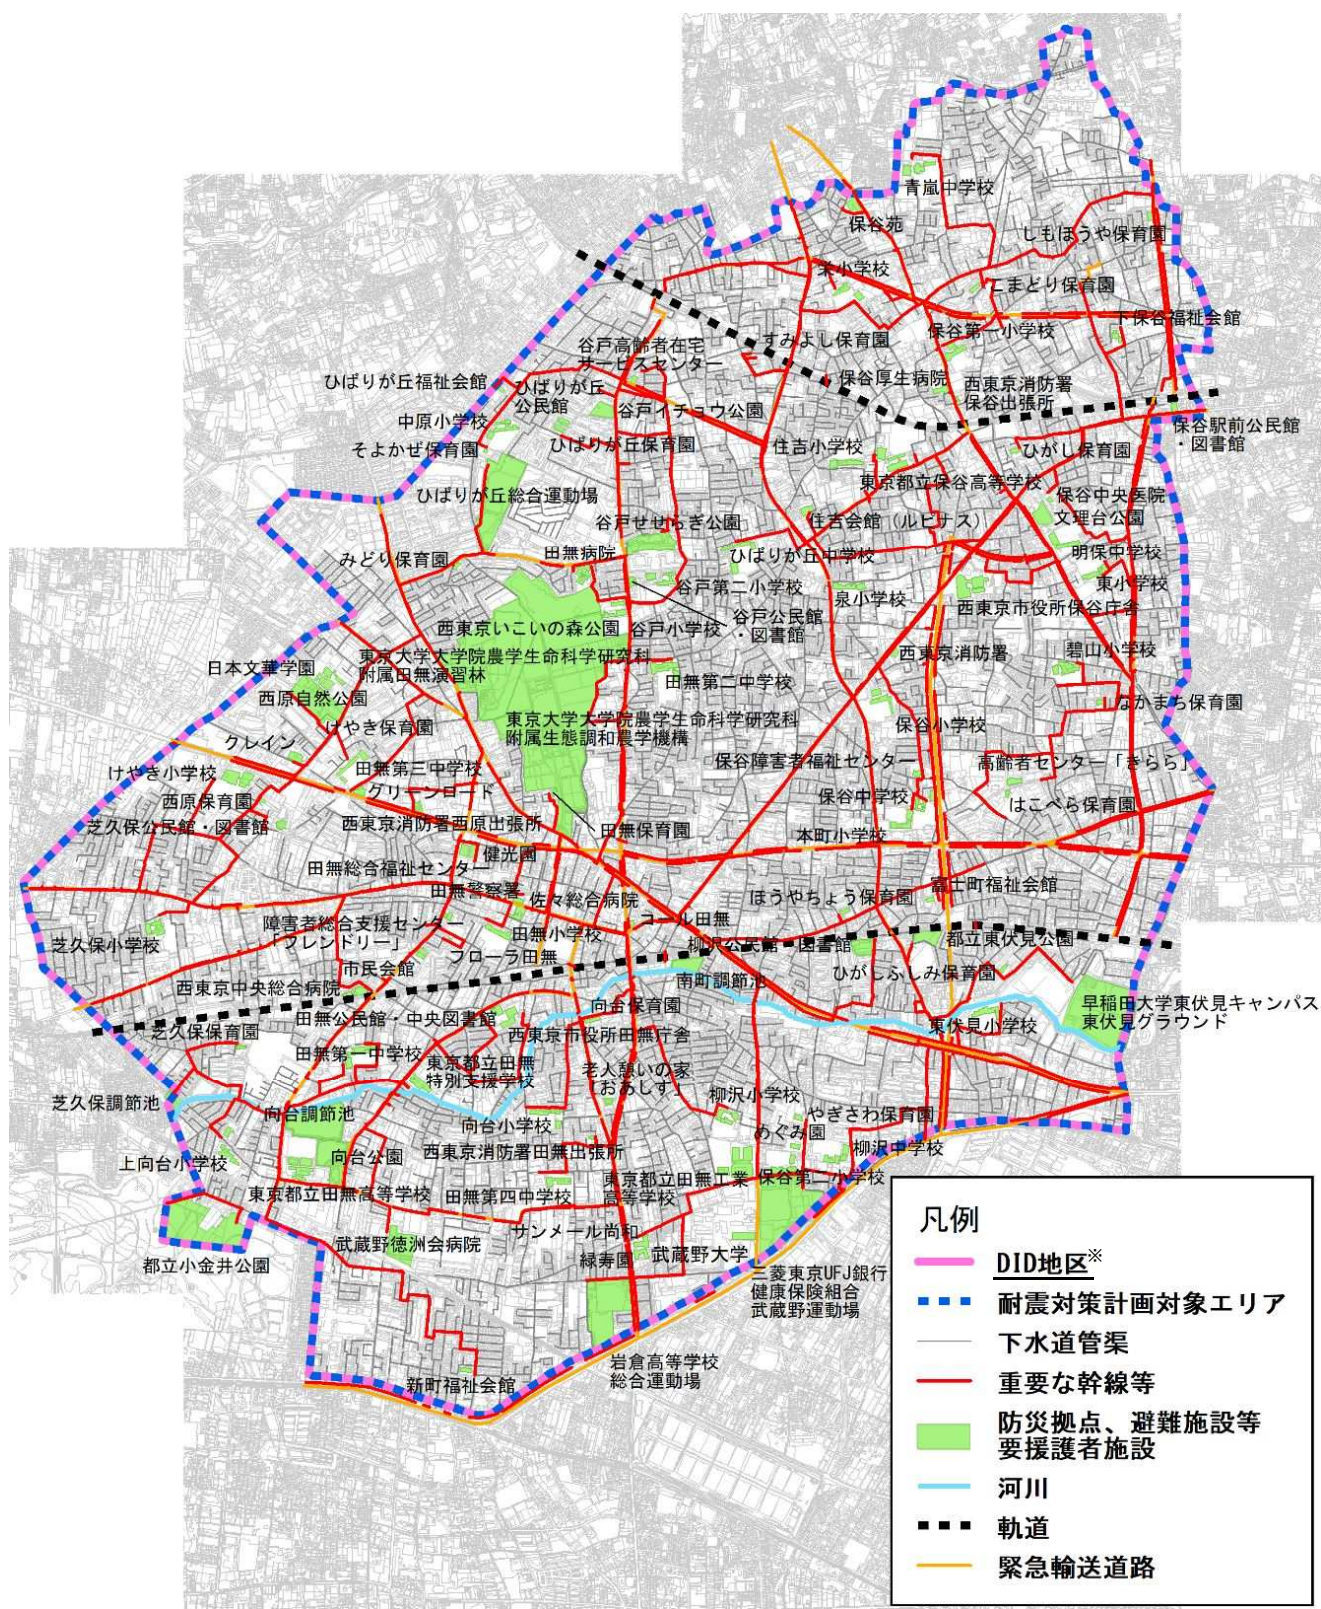 青嵐中学校
保谷苑
しもほうや保育園
栄小学校
こまどり保育園
下保谷福祉会館
保谷第一小学校
すみよし保育園
谷戸高齢者在宅
サービスセンター
保谷厚生病院
西東京消防署
保谷出張所
ひばりが丘福祉会館
ひばりが丘
公民館
谷戸イチョウ公園
中原小学校
保谷駅前公民館
・図書館
そよかぜ保育園
ひばりが丘保育園
住吉小学校
ひがし保育園
東京都立保谷高等学校
保谷中央医院
ひばりが丘総合運動場
文理台公園
谷戸せせらぎ公園
住吉会館（ルピナス）
みどり保育園
田無病院
ひばりが丘中学校
明保中学校
東小学校
谷戸第二小学校
泉小学校
西東京市役所保谷庁舎
谷戸公民館
・図書館
西東京いこいの森公園
谷戸小学校
日本文華学園
東京大学大学院農学生命科学研究科
附属田無演習林
西東京消防署
碧山小学校
田無第二中学校
西原自然公園
なかまち保育園
けやき保育園
東京大学大学院農学生命科学研究科
附属生態調和農学機構
保谷小学校
クレイン
保谷障害者福祉センター
高齢者センター「きらら」
けやき小学校
田無第三中学校
グリーンロード
西原保育園
保谷中学校
はこべら保育園
芝久保公民館・図書館
西東京消防署西原出張所
田無保育園
本町小学校
健光園
田無総合福祉センター
田無警察署
佐々総合病院
ほうやちょう保育園
富士町福祉会館
障害者総合支援センター
「フレンドリー」
コール田無
田無小学校
芝久保小学校
柳沢公民館・図書館
都立東伏見公園
フローラ田無
市民会館
ひがしふしみ保育園
西東京中央総合病院
南町調節池
早稲田大学東伏見キャンパス
東伏見グラウンド
向台保育園
田無公民館・中央図書館
東伏見小学校
芝久保保育園
西東京市役所田無庁舎
田無第一中学校
東京都立田無
特別支援学校
老人憩いの家
「おあしす」
芝久保調節池
向台調節池
柳沢小学校
やぎさわ保育園
向台小学校
めぐみ園
柳沢中学校
上向台小学校
向台公園
西東京消防署田無出張所
東京都立田無高等学校
田無第四中学校
東京都立田無工業
高等学校
保谷第二小学校
サンメール尚和
都立小金井公園
武蔵野徳洲会病院
緑寿園
武蔵野大学
三菱東京UFJ銀行
健康保険組合
武蔵野運動場
岩倉高等学校
総合運動場
新町福祉会館
凡例
DID地区※
耐震対策計画対象エリア
下水道管渠
重要な幹線等
防災拠点、避難施設等
要援護者施設
河川
軌道
緊急輸送道路